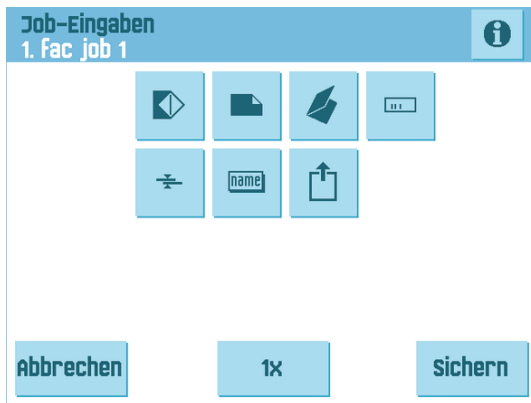 Job-Eingaben
1. Fac job 1
name
Abbrechen
1x
Sichern